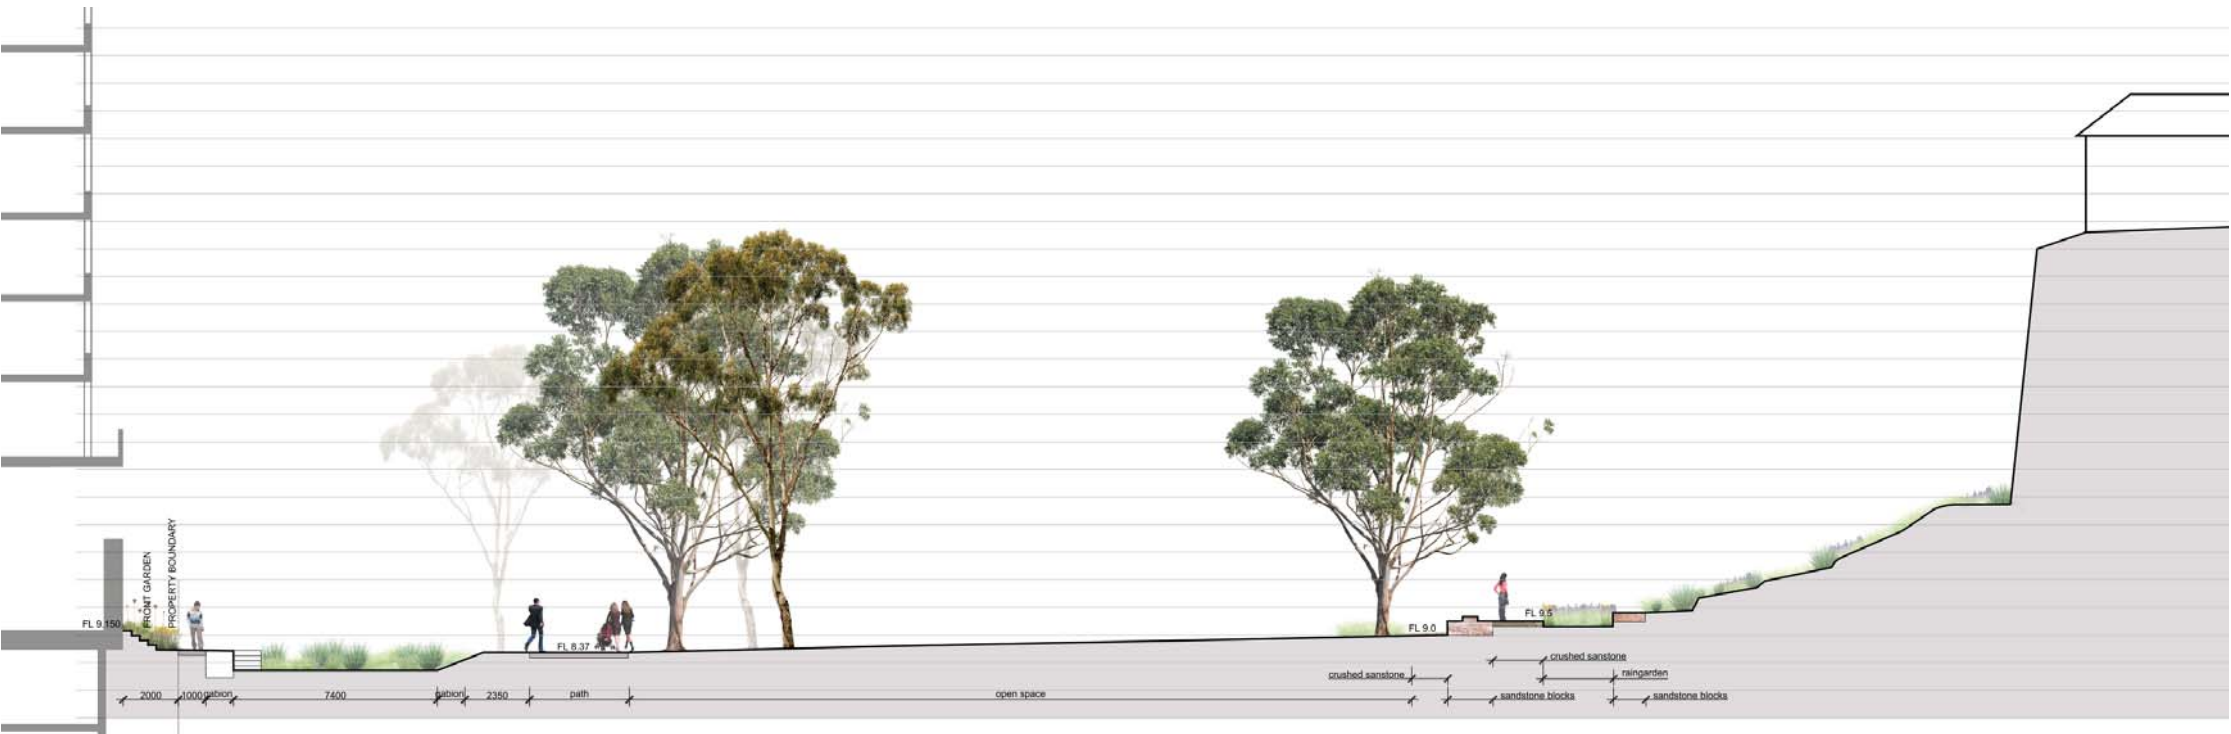 FRONT GARDEN
PROPERTY BOUNDARY
FL 9.150
FL 8.37
FL 9.0
FL 9.5
crushed sanstone
crushed sanstone
raingarden
2000
1000
gabion
7400
gabion
2350
path
open space
sandstone blocks
sandstone blocks